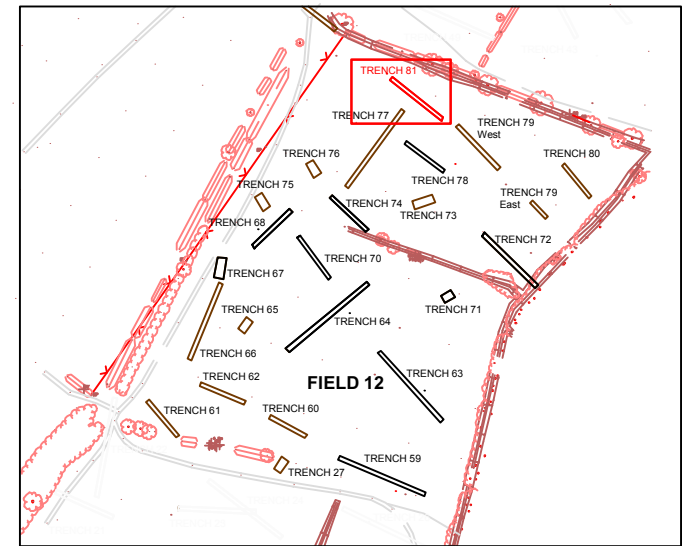 TRENCH 81
TRENCH 77
TRENCH 79
West
TRENCH 76
TRENCH 80
TRENCH 78
TRENCH 75
TRENCH 74
TRENCH 79
East
TRENCH 73
TRENCH 68
TRENCH 72
TRENCH 70
TRENCH 67
TRENCH 65
TRENCH 71
TRENCH 64
TRENCH 66
TRENCH 63
FIELD 12
TRENCH 62
TRENCH 61
TRENCH 60
TRENCH 59
TRENCH 27